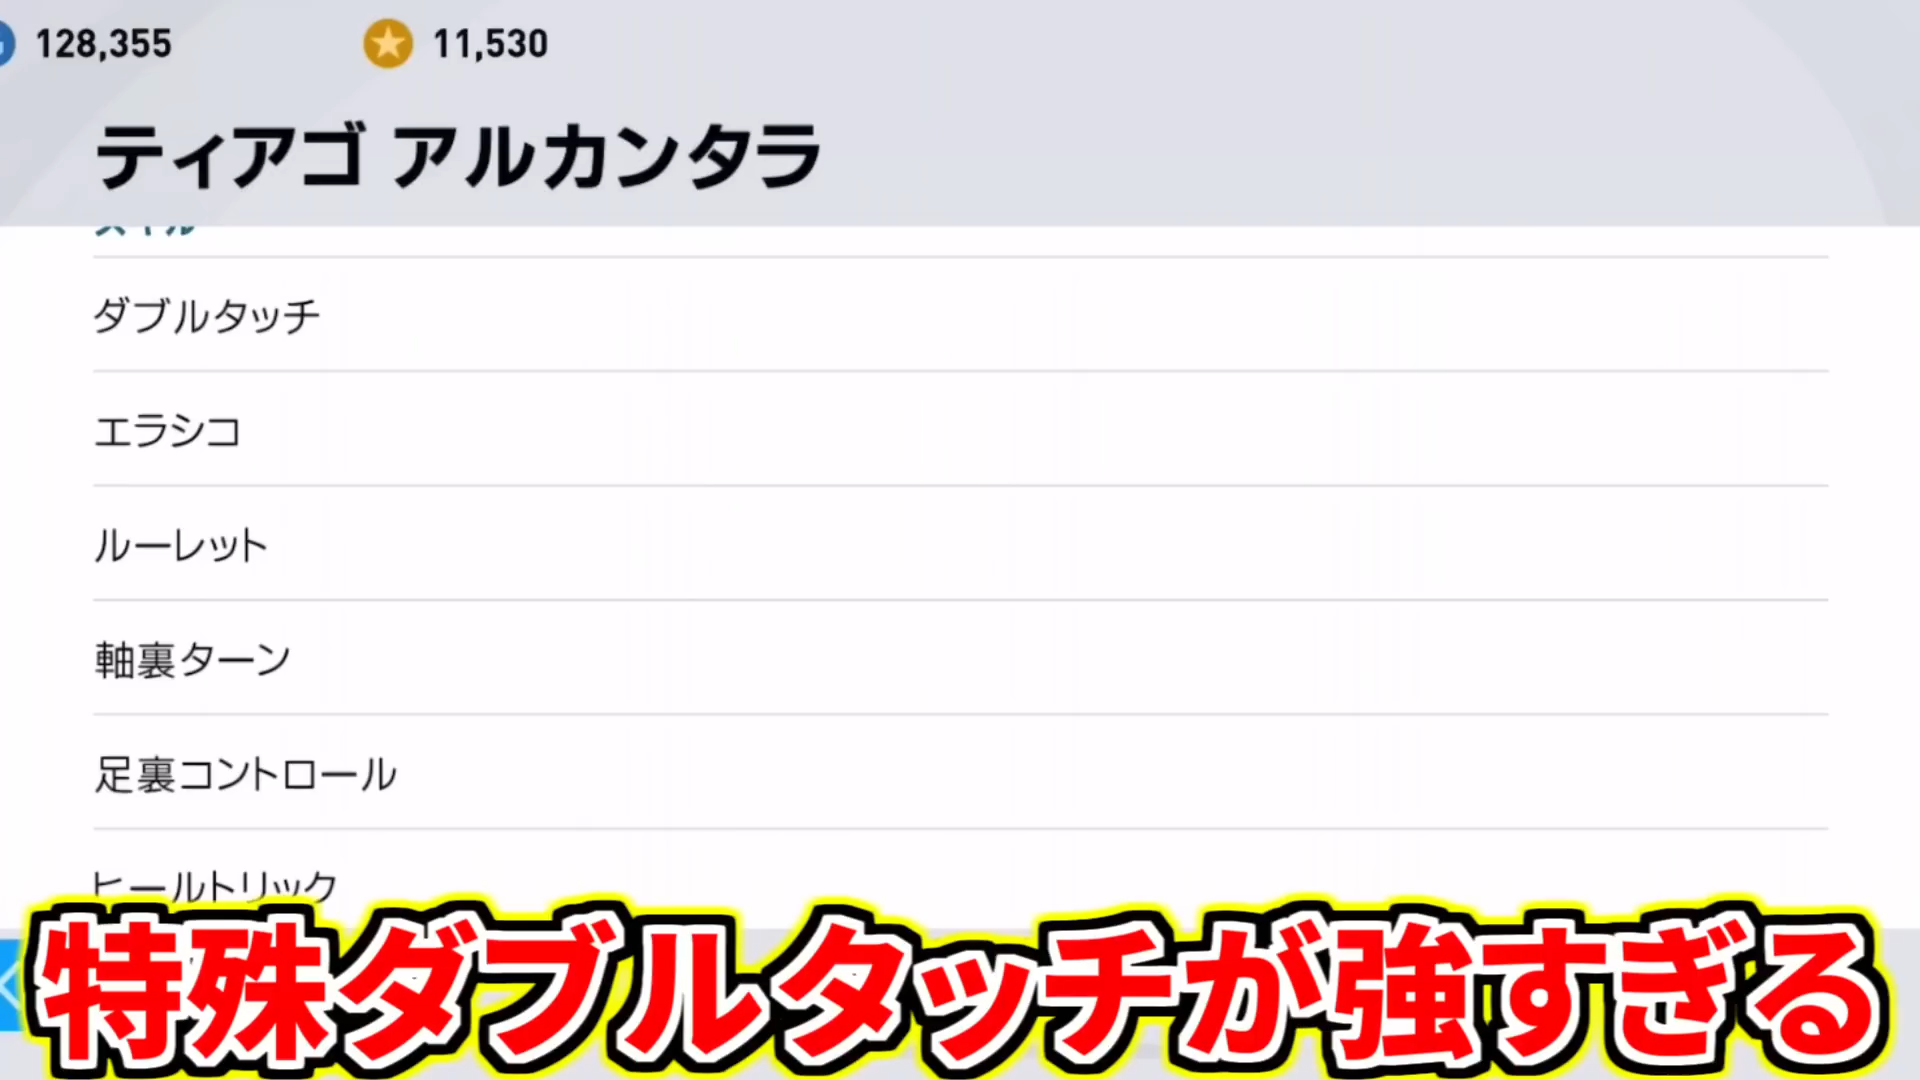 128,355 11,530
ティアゴ アルカンタラ
スキル
ダブルタッチ
エラシコ
ルーレット
軸裏ターン
足裏コントロール
ヒールトリック
特殊ダブルタッチが強すぎる